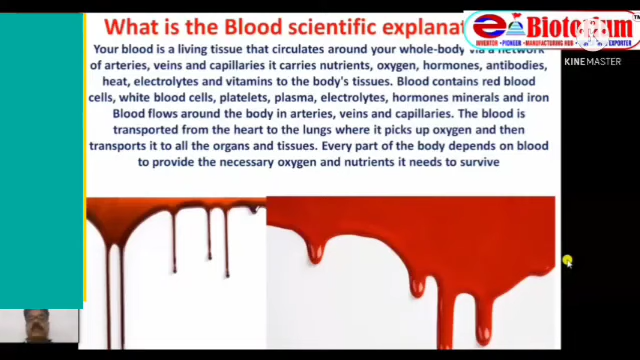 What is the Blood scientific explanat
Biotorium
INVENTOR • PIONEER • MANUFACTURING HUB • EXPORTER
KINEMASTER
Your blood is a living tissue that circulates around your whole-body via a network
of arteries, veins and capillaries it carries nutrients, oxygen, hormones, antibodies,
heat, electrolytes and vitamins to the body's tissues. Blood contains red blood
cells, white blood cells, platelets, plasma, electrolytes, hormones minerals and iron
Blood flows around the body in arteries, veins and capillaries. The blood is
transported from the heart to the lungs where it picks up oxygen and then
transports it to all the organs and tissues. Every part of the body depends on blood
to provide the necessary oxygen and nutrients it needs to survive